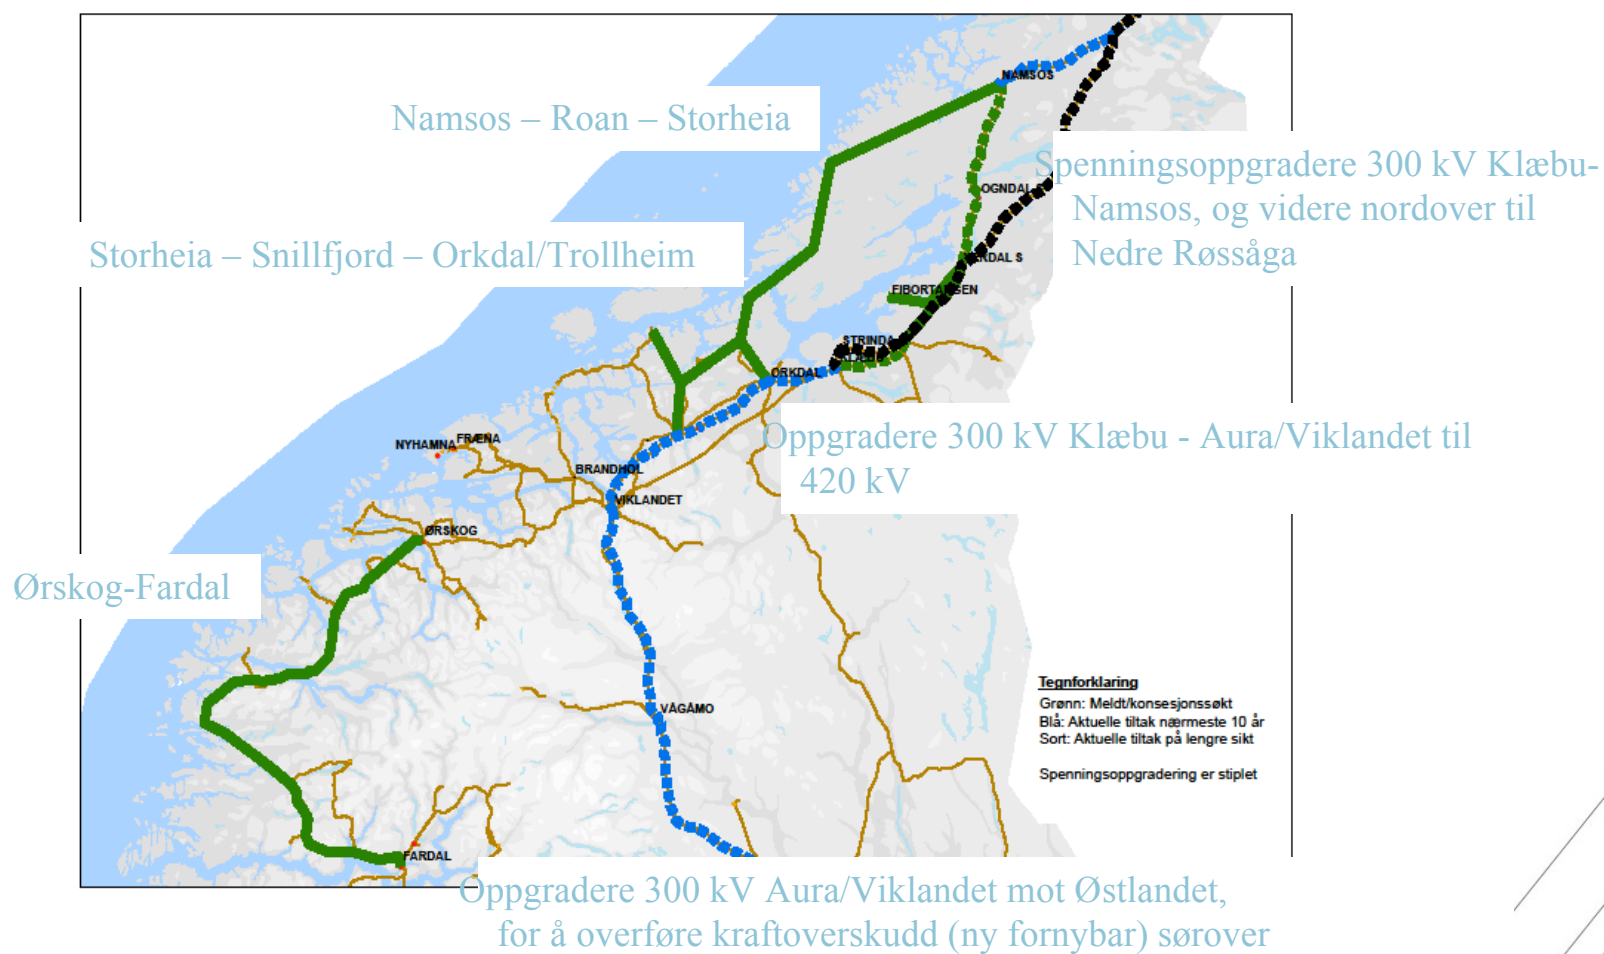 NAMSOS
Namsos – Roan – Storheia
Spenningsoppgradere 300 kV Klæbu-
Namsos, og videre nordover til
Nedre Røssåga
OGNDAL
Storheia – Snillfjord – Orkdal/Trollheim
DAL S
STRINDA
ORKDAL
Oppgradere 300 kV Klæbu - Aura/Viklandet til
420 kV
NYHAMNA
FRÆNA
BRANDHOL
VIKLANDET
ØRSKOG
Ørskog-Fardal
VÅGÅMO
Tegnforklaring
Grønn: Meldt/konsesjonssøkt
Blå: Aktuelle tiltak nærmeste 10 år
Sort: Aktuelle tiltak på lengre sikt
Spenningsoppgradering er stiplet
FARDAL
Oppgradere 300 kV Aura/Viklandet mot Østlandet,
for å overføre kraftoverskudd (ny fornybar) sørover